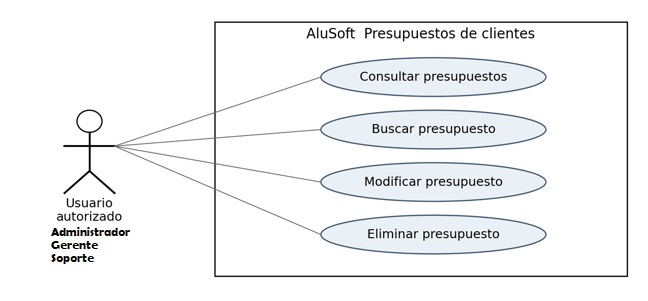 AluSoft  Presupuestos de clientes
Consultar presupuestos
Buscar presupuesto
Modificar presupuesto
Eliminar presupuesto
Usuario
autorizado
Administrador
Gerente
Soporte